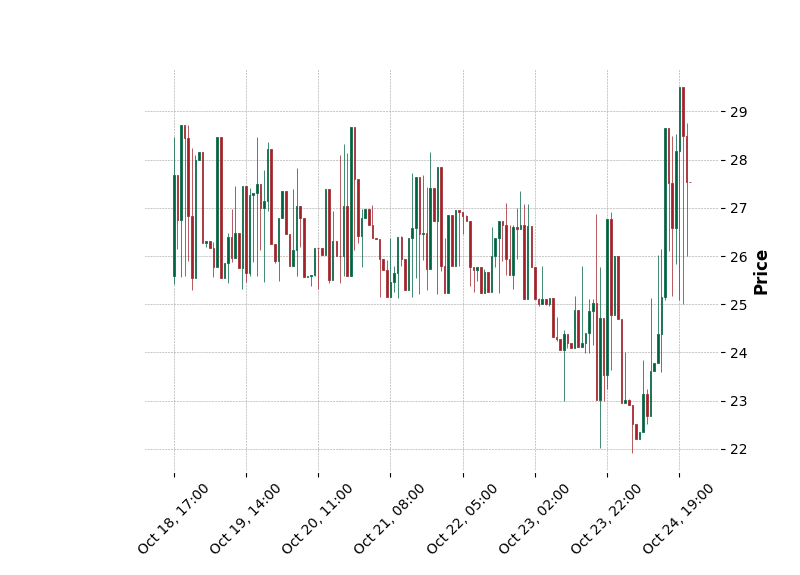 29
28
27
26
25
24
23
22
Price
Oct 18, 17:00
Oct 19, 14:00
Oct 20, 11:00
Oct 21, 08:00
Oct 22, 05:00
Oct 23, 02:00
Oct 23, 22:00
Oct 24, 19:00